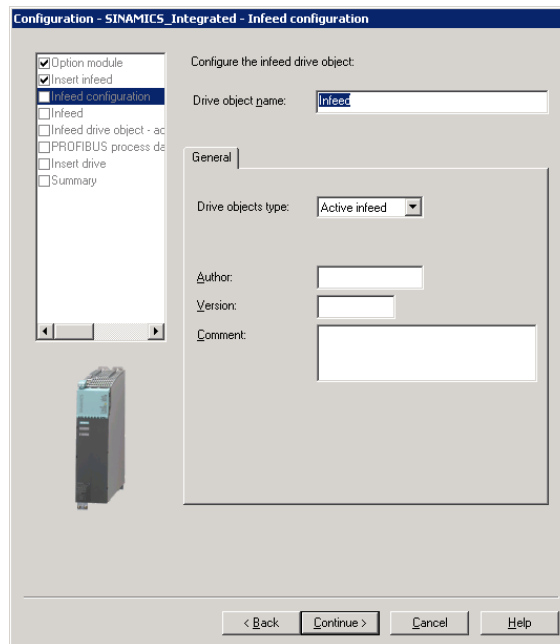 Configuration - SINAMICS_Integrated - Infeed configuration
Option module
Insert infeed
Infeed configuration
Infeed
Infeed drive object - ac
PROFIBUS process da
Insert drive
Summary
Configure the infeed drive object:
Drive object name: Infeed
General
Drive objects type: Active infeed
Author:
Version:
Comment:
< Back Continue > Cancel Help